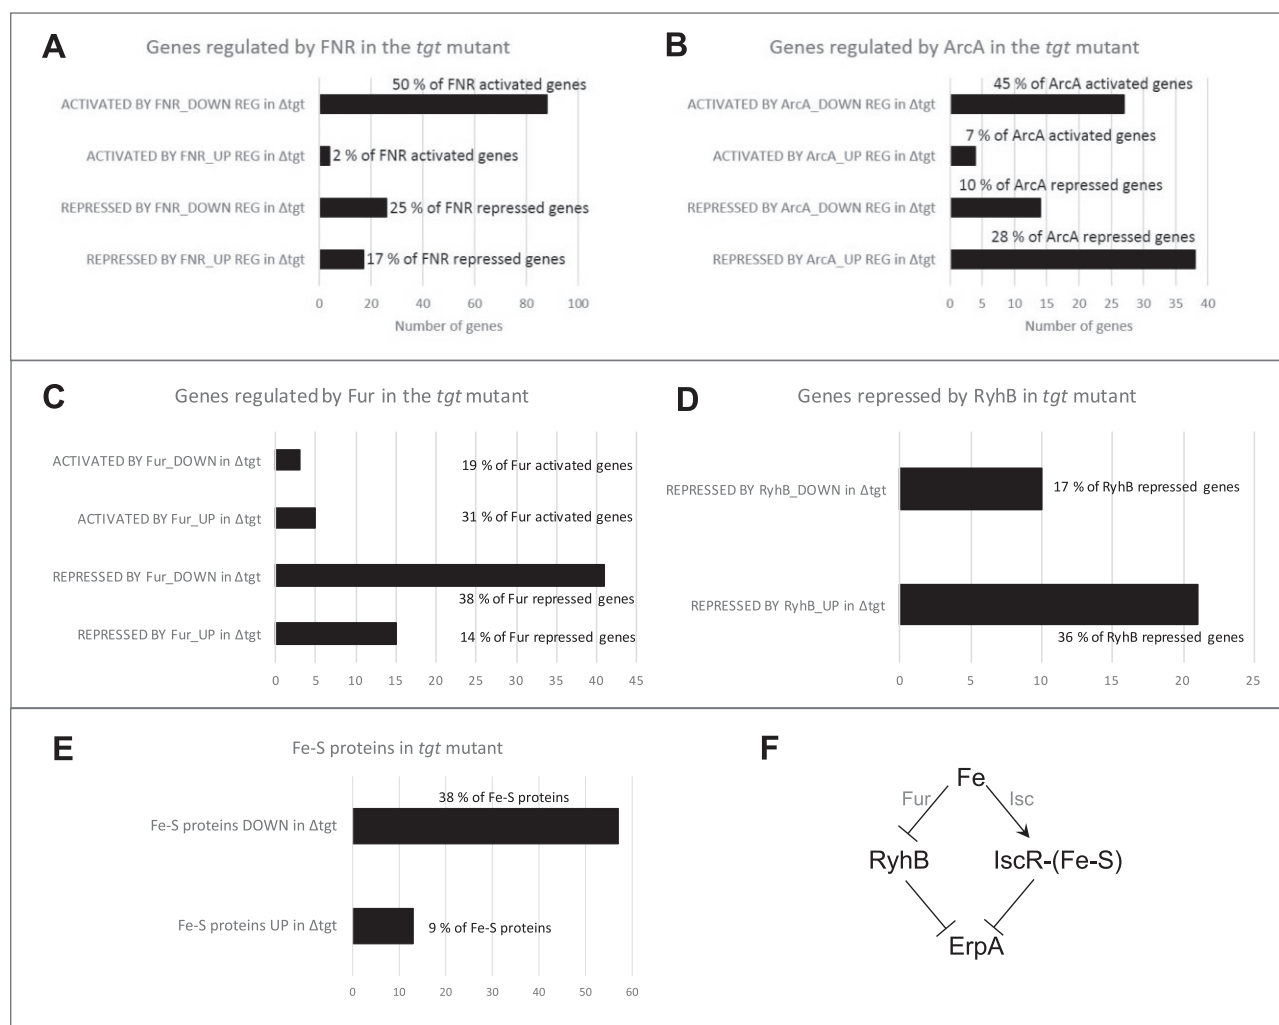 A
Genes regulated by FNR in the tgt mutant
50 % of FNR activated genes
ACTIVATED BY FNR_DOWN REG in Δtgt
ACTIVATED BY FNR_UP REG in Δtgt
2 % of FNR activated genes
REPRESSED BY FNR_DOWN REG in Δtgt
25 % of FNR repressed genes
REPRESSED BY FNR_UP REG in Δtgt
17 % of FNR repressed genes
0 20 40 60 80 100
Number of genes
B
Genes regulated by ArcA in the tgt mutant
45 % of ArcA activated genes
ACTIVATED BY ArcA_DOWN REG in Δtgt
7 % of ArcA activated genes
ACTIVATED BY ArcA_UP REG in Δtgt
10 % of ArcA repressed genes
REPRESSED BY ArcA_DOWN REG in Δtgt
28 % of ArcA repressed genes
REPRESSED BY ArcA_UP REG in Δtgt
0 5 10 15 20 25 30 35 40
Number of genes
C
Genes regulated by Fur in the tgt mutant
ACTIVATED BY Fur_DOWN in Δtgt
19 % of Fur activated genes
ACTIVATED BY Fur_UP in Δtgt
31 % of Fur activated genes
REPRESSED BY Fur_DOWN in Δtgt
38 % of Fur repressed genes
REPRESSED BY Fur_UP in Δtgt
14 % of Fur repressed genes
0 5 10 15 20 25 30 35 40 45
D
Genes repressed by RyhB in tgt mutant
REPRESSED BY RyhB_DOWN in Δtgt
17 % of RyhB repressed genes
REPRESSED BY RyhB_UP in Δtgt
36 % of RyhB repressed genes
0 5 10 15 20 25
E
Fe-S proteins in tgt mutant
38 % of Fe-S proteins
Fe-S proteins DOWN in Δtgt
Fe-S proteins UP in Δtgt
9 % of Fe-S proteins
0 10 20 30 40 50 60
F
Fe
Fur Isc
RyhB IscR-(Fe-S)
ErpA